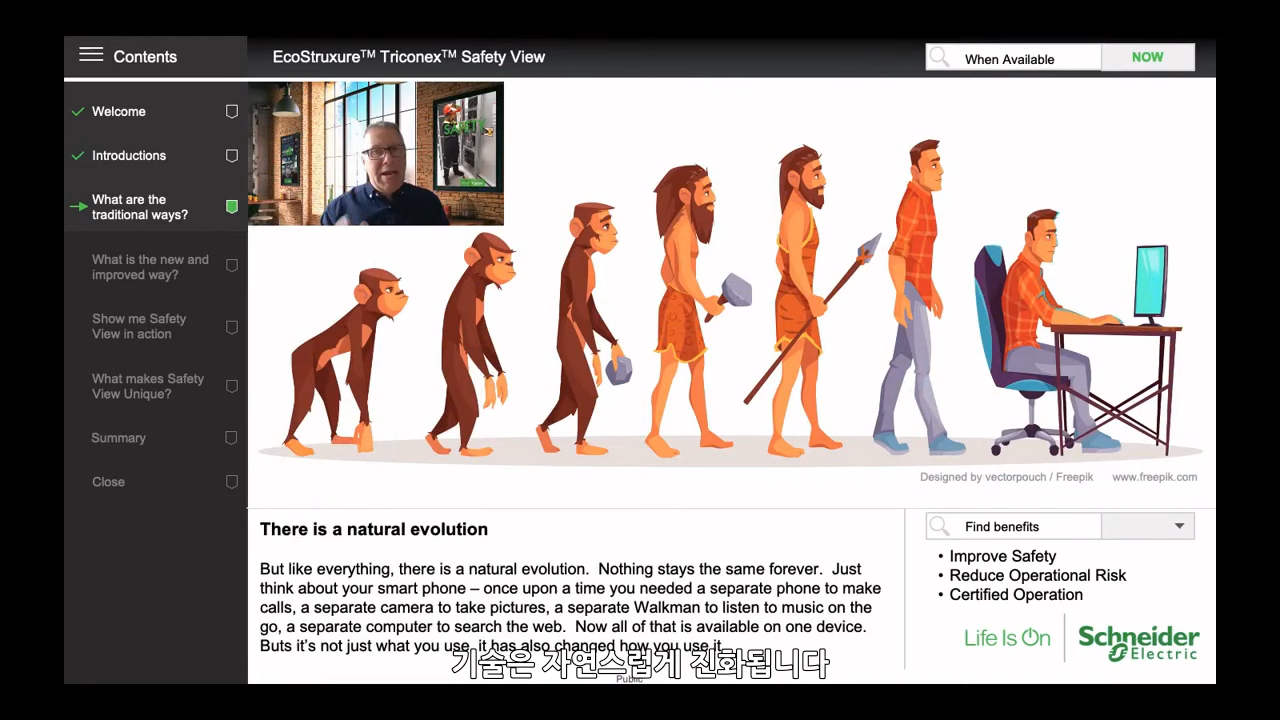 Contents
EcoStruxure™ Triconex™ Safety View
When Available
NOW
Welcome
Introductions
What are the
traditional ways?
What is the new and
improved way?
Show me Safety
View in action
What makes Safety
View Unique?
Summary
Close
SAFETY
Designed by vectorpouch / Freepik
www.freepik.com
There is a natural evolution
But like everything, there is a natural evolution. Nothing stays the same forever. Just
think about your smart phone – once upon a time you needed a separate phone to make
calls, a separate camera to take pictures, a separate Walkman to listen to music on the
go, a separate computer to search the web. Now all of that is available on one device.
Buts it's not just what you use, it has also changed how you use it.
Find benefits
• Improve Safety
• Reduce Operational Risk
• Certified Operation
Life Is On
Schneider
Electric
기술은 자연스럽게 진화됩니다
Public